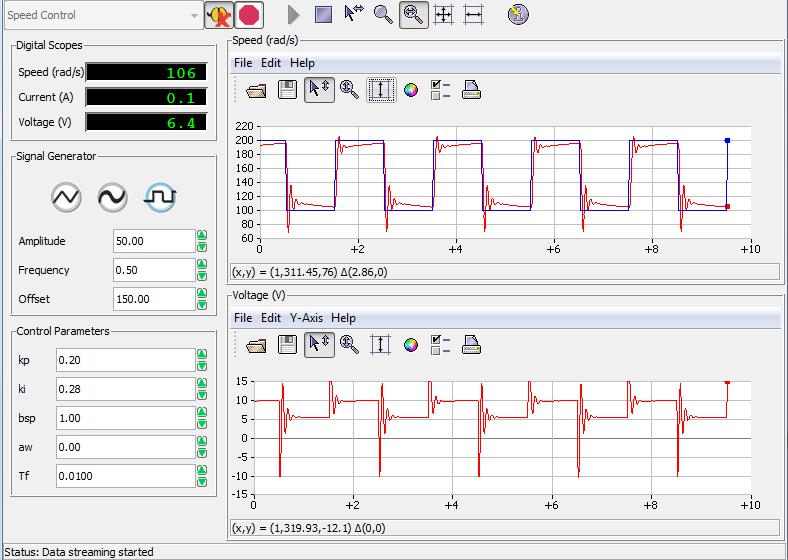 Speed Control
Digital Scopes
Speed (rad/s) 106
Current (A) 0.1
Voltage (V) 6.4
Signal Generator
Amplitude 50.00
Frequency 0.50
Offset 150.00
Control Parameters
kp 0.20
ki 0.28
bsp 1.00
aw 0.00
Tf 0.0100
Speed (rad/s)
File Edit Help
220
200
180
160
140
120
100
80
60
0 +2 +4 +6 +8 +10
(x,y) = (1,311.45,76) Δ(2.86,0)
Voltage (V)
File Edit Y-Axis Help
15
10
5
0
-5
-10
-15
0 +2 +4 +6 +8 +10
(x,y) = (1,319.93,-12.1) Δ(0,0)
Status: Data streaming started